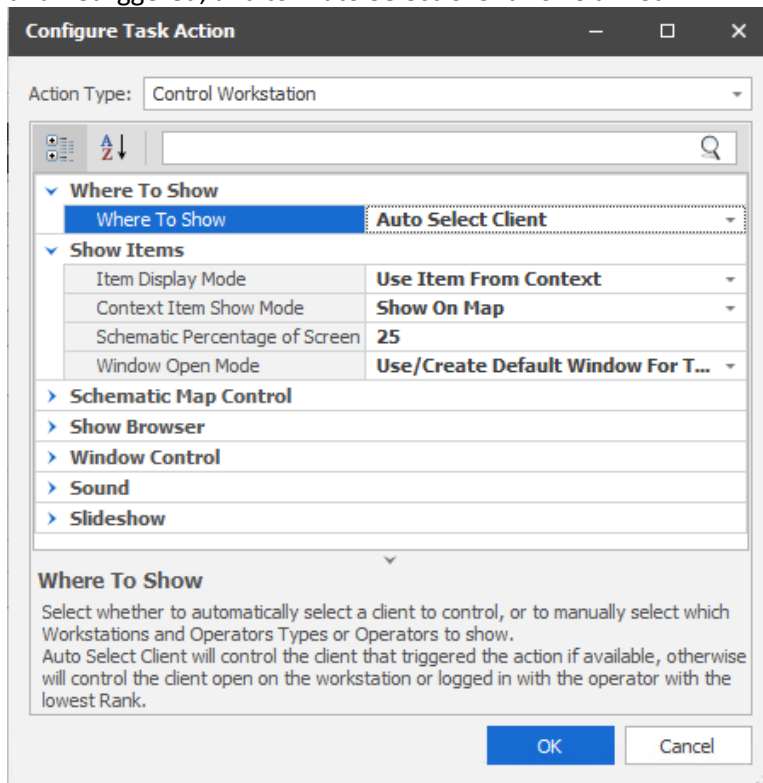 Configure Task Action
Action Type: Control Workstation
A
Z
Where To Show
Where To Show Auto Select Client
Show Items
Item Display Mode Use Item From Context
Context Item Show Mode Show On Map
Schematic Percentage of Screen 25
Window Open Mode Use/Create Default Window For T...
Schematic Map Control
Show Browser
Window Control
Sound
Slideshow
Where To Show
Select whether to automatically select a client to control, or to manually select which
Workstations and Operators Types or Operators to show.
Auto Select Client will control the client that triggered the action if available, otherwise
will control the client open on the workstation or logged in with the operator with the
lowest Rank.
OK Cancel